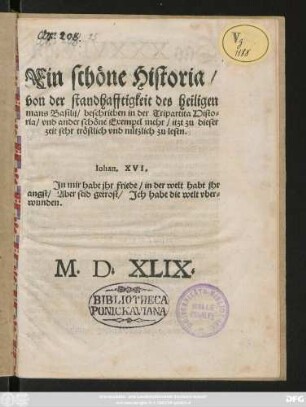 Ein schöne Historia /
von der standhafftigkeit des heiligen
mans Basilij / beschrieben in der Tripartita Histo-
ria / vnd ander schöne Exempel mehr / itzt zu dieser
zeit sehr tröstlich vnd nützlich zu lesen.
Iohan. XVI.
In mir habt jhr friede / in der welt habt jhr
angst / Aber seid getrost / Ich habe die welt vber-
wunden.
M. D. XLIX.
BIBLIOTHECA
PONICKAVIANA